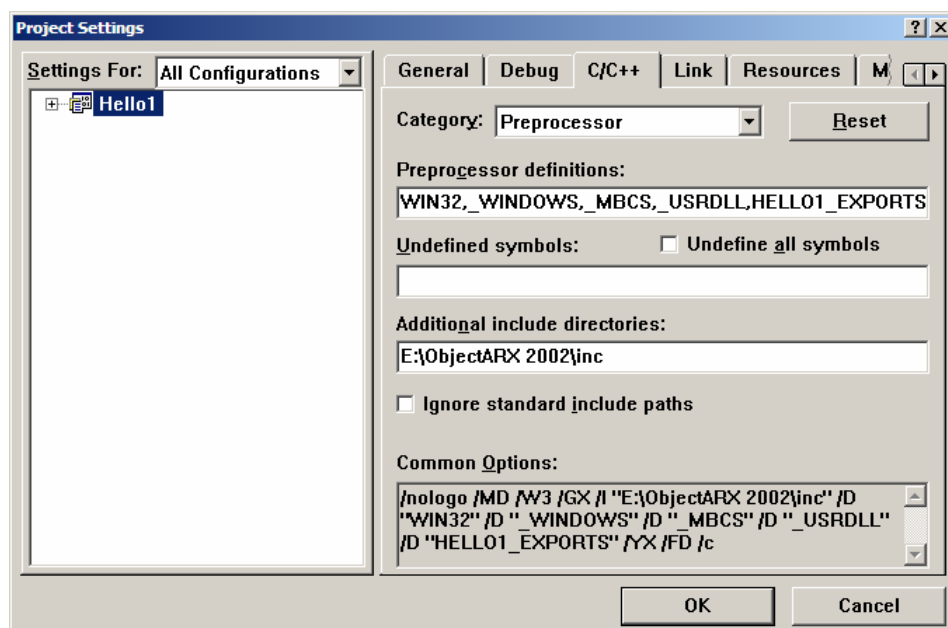 Project Settings
Settings For: All Configurations
Hello1
General Debug C/C++ Link Resources M
Category: Preprocessor Reset
Preprocessor definitions:
WIN32,_WINDOWS,_MBCS,_USRDLL,HELLO1_EXPORTS
Undefined symbols: Undefine all symbols
Additional include directories:
E:\ObjectARX 2002\inc
Ignore standard include paths
Common Options:
/nologo /MD /W3 /GX /I "E:\ObjectARX 2002\inc" /D
"WIN32" /D "_WINDOWS" /D "_MBCS" /D "_USRDLL"
/D "HELLO1_EXPORTS" /YX /FD /c
OK Cancel